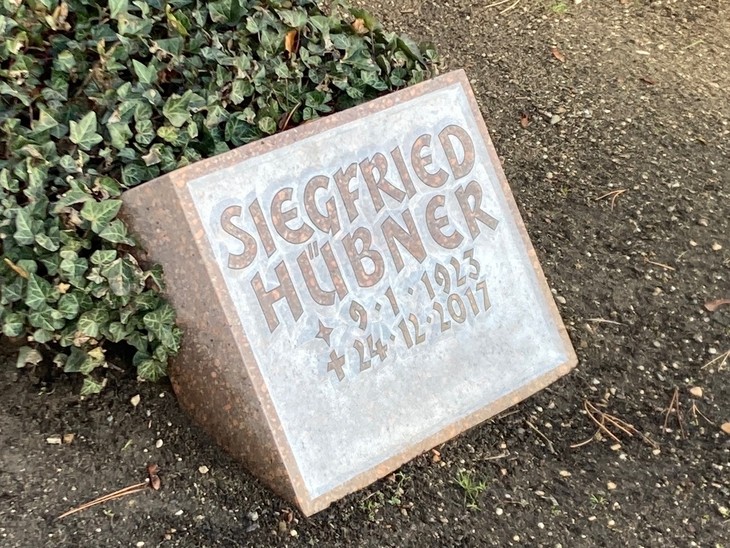 SIEGFRIED
HÜBNER
✦ 9·1·1923
✝ 24·12·2017